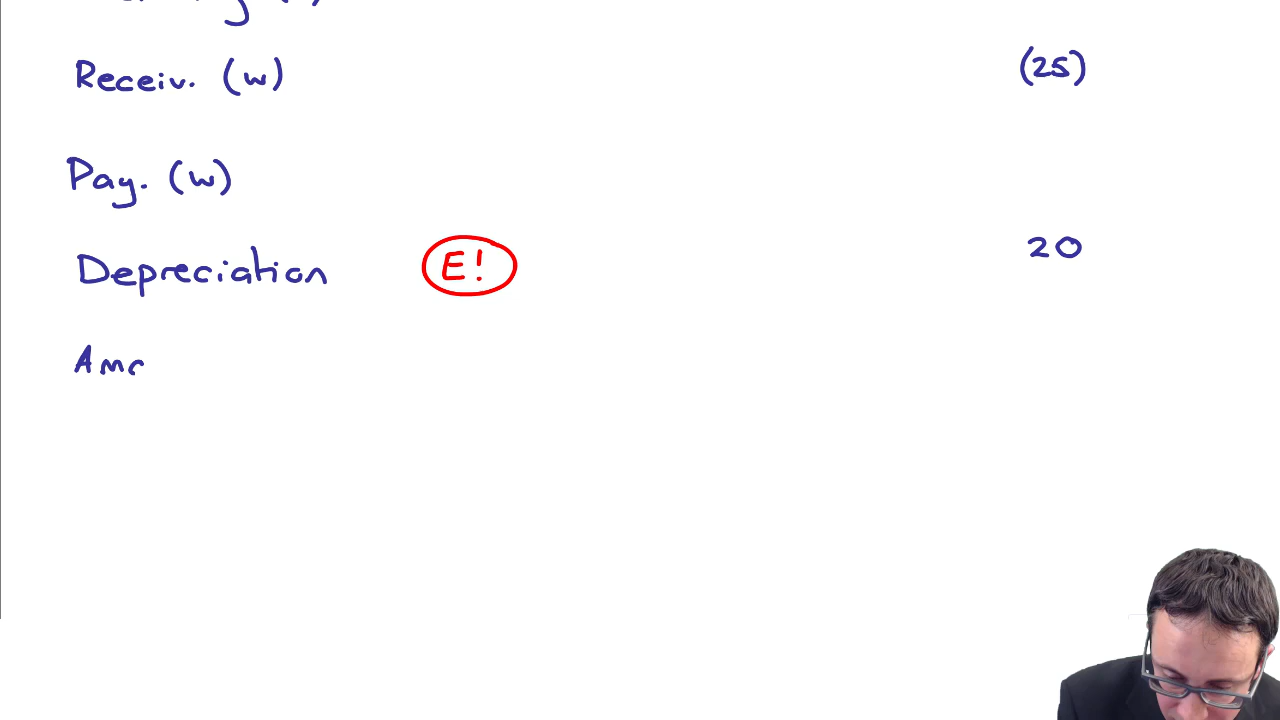 Receiv. (w) (25)
Pay. (w)
Depreciation E! 20
Amo